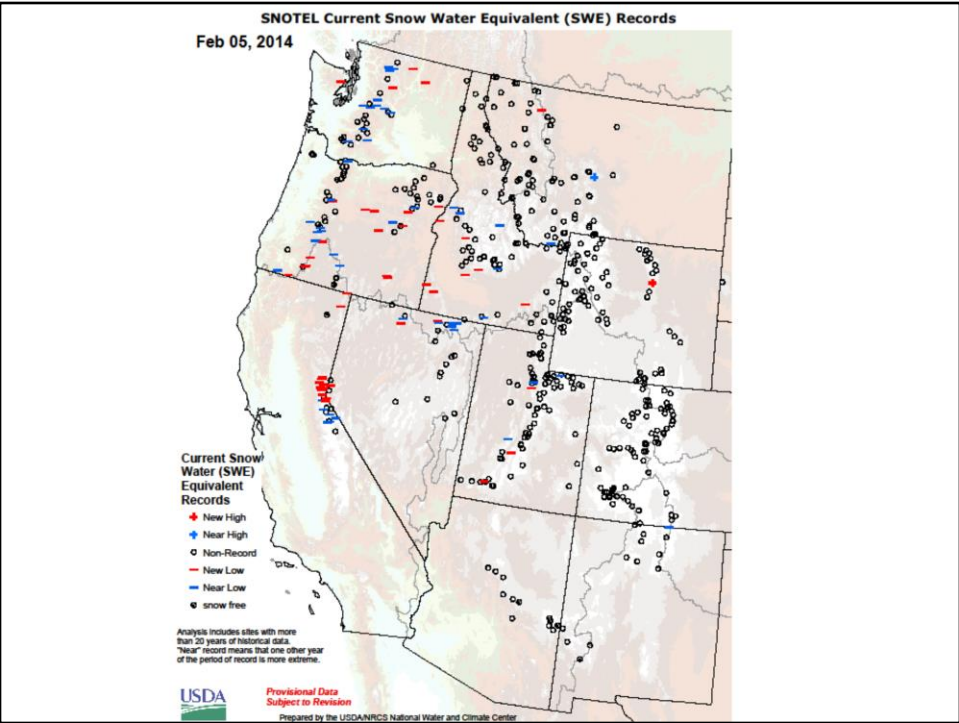 SNOTEL Current Snow Water Equivalent (SWE) Records
Feb 05, 2014
Current Snow
Water (SWE)
Equivalent
Records
New High
Near High
Non-Record
New Low
Near Low
snow free
Analysis includes sites with more
than 20 years of historical data.
"Near" record means that one other year
of the period of record is more extreme.
USDA
Provisional Data
Subject to Revision
Prepared by the USDA/NRCS National Water and Climate Center